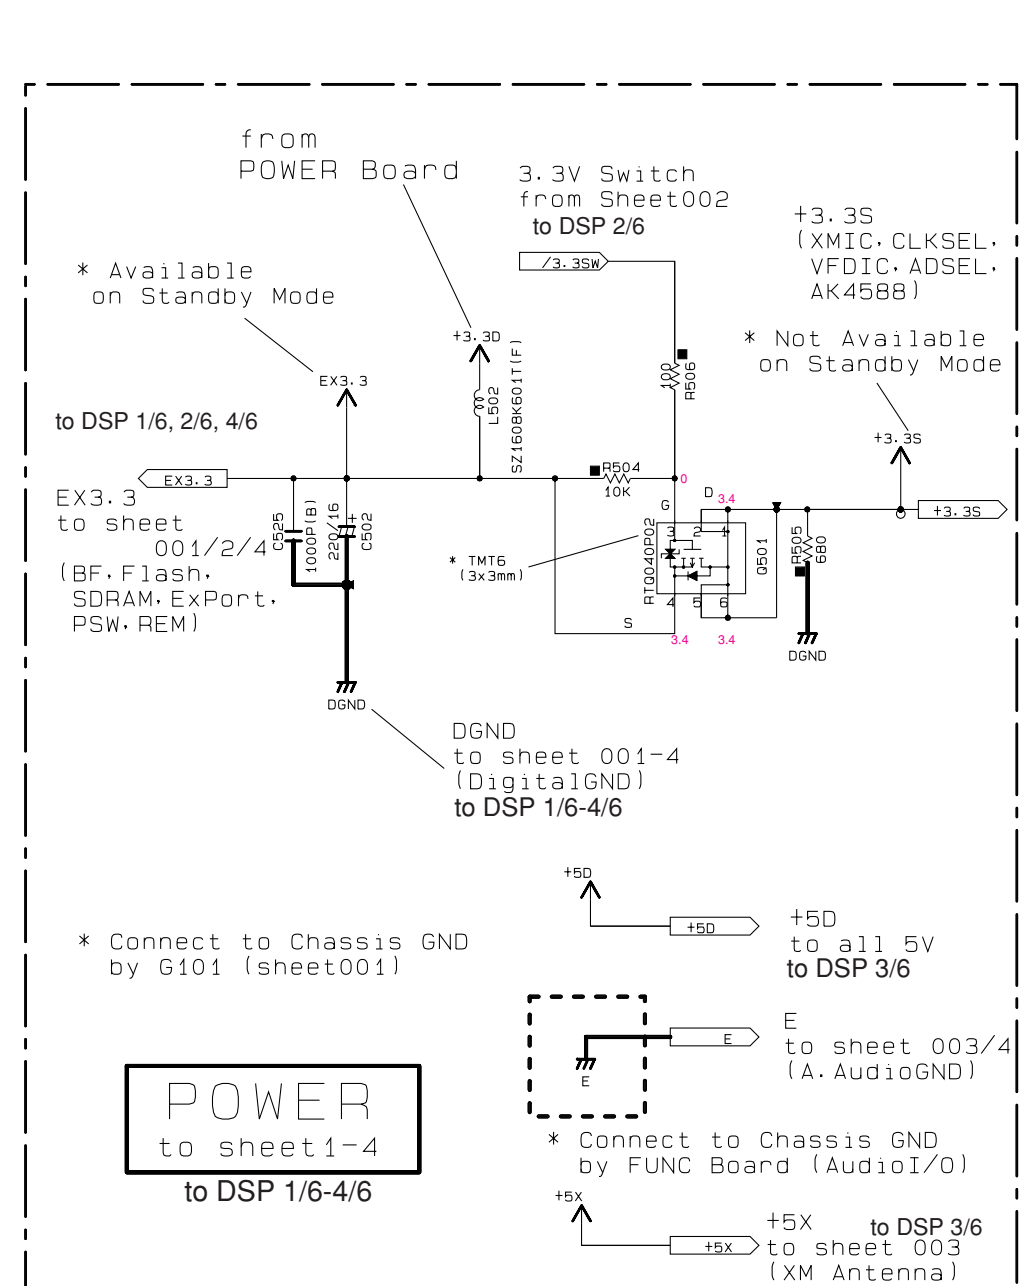 from
POWER Board
3.3V Switch
from Sheet002
to DSP 2/6
/3.3SW
+3.3S
(XMIC, CLKSEL,
VFDIC, ADSEL,
AK4588)
* Available
on Standby Mode
+3.3D
* Not Available
on Standby Mode
EX3.3
L502
SZ1608K601T(F)
100
R506
to DSP 1/6, 2/6, 4/6
+3.3S
EX3.3
R504
10K
0
EX3.3
to sheet
001/2/4
(BF, Flash,
SDRAM, ExPort,
PSW, REM)
C525
1000P(B)
220/16
+
C502
G
D
3.4
3
2
1
+3.3S
* TMT6
(3x3mm)
RTQ040P02
Q501
R505
680
4
5
6
S
3.4
3.4
DGND
DGND
DGND
to sheet 001-4
(DigitalGND)
to DSP 1/6-4/6
+5D
+5D
+5D
to all 5V
to DSP 3/6
* Connect to Chassis GND
by G101 (sheet001)
E
E
E
to sheet 003/4
(A.AudioGND)
POWER
to sheet1-4
to DSP 1/6-4/6
* Connect to Chassis GND
by FUNC Board (AudioI/O)
+5X
+5X
+5X
to DSP 3/6
to sheet 003
(XM Antenna)